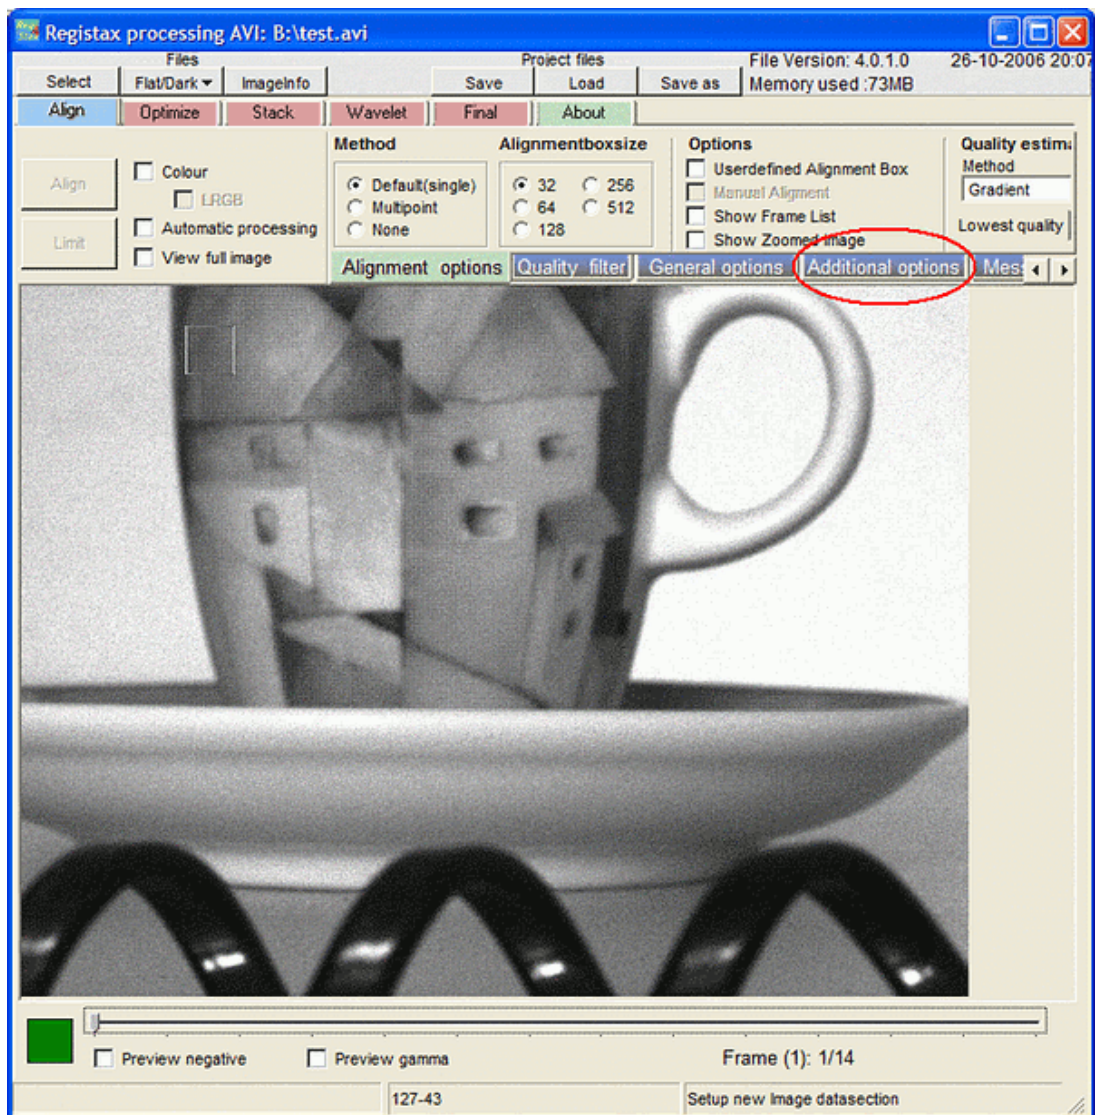 Registax processing AVI: B:\test.avi
Files
Project files
File Version: 4.0.1.0
26-10-2006 20:07
Select
Flat/Dark
ImageInfo
Save
Load
Save as
Memory used :73MB
Align
Optimize
Stack
Wavelet
Final
About
Align
Limit
Colour
LRGB
Automatic processing
View full image
Method
Default(single)
Multipoint
None
Alignmentboxsize
32
256
64
512
128
Options
Userdefined Alignment Box
Manual Aligment
Show Frame List
Show Zoomed Image
Quality estima
Method
Gradient
Lowest quality
Alignment options
Quality filter
General options
Additional options
Mess
Preview negative
Preview gamma
Frame (1): 1/14
127-43
Setup new Image datasection